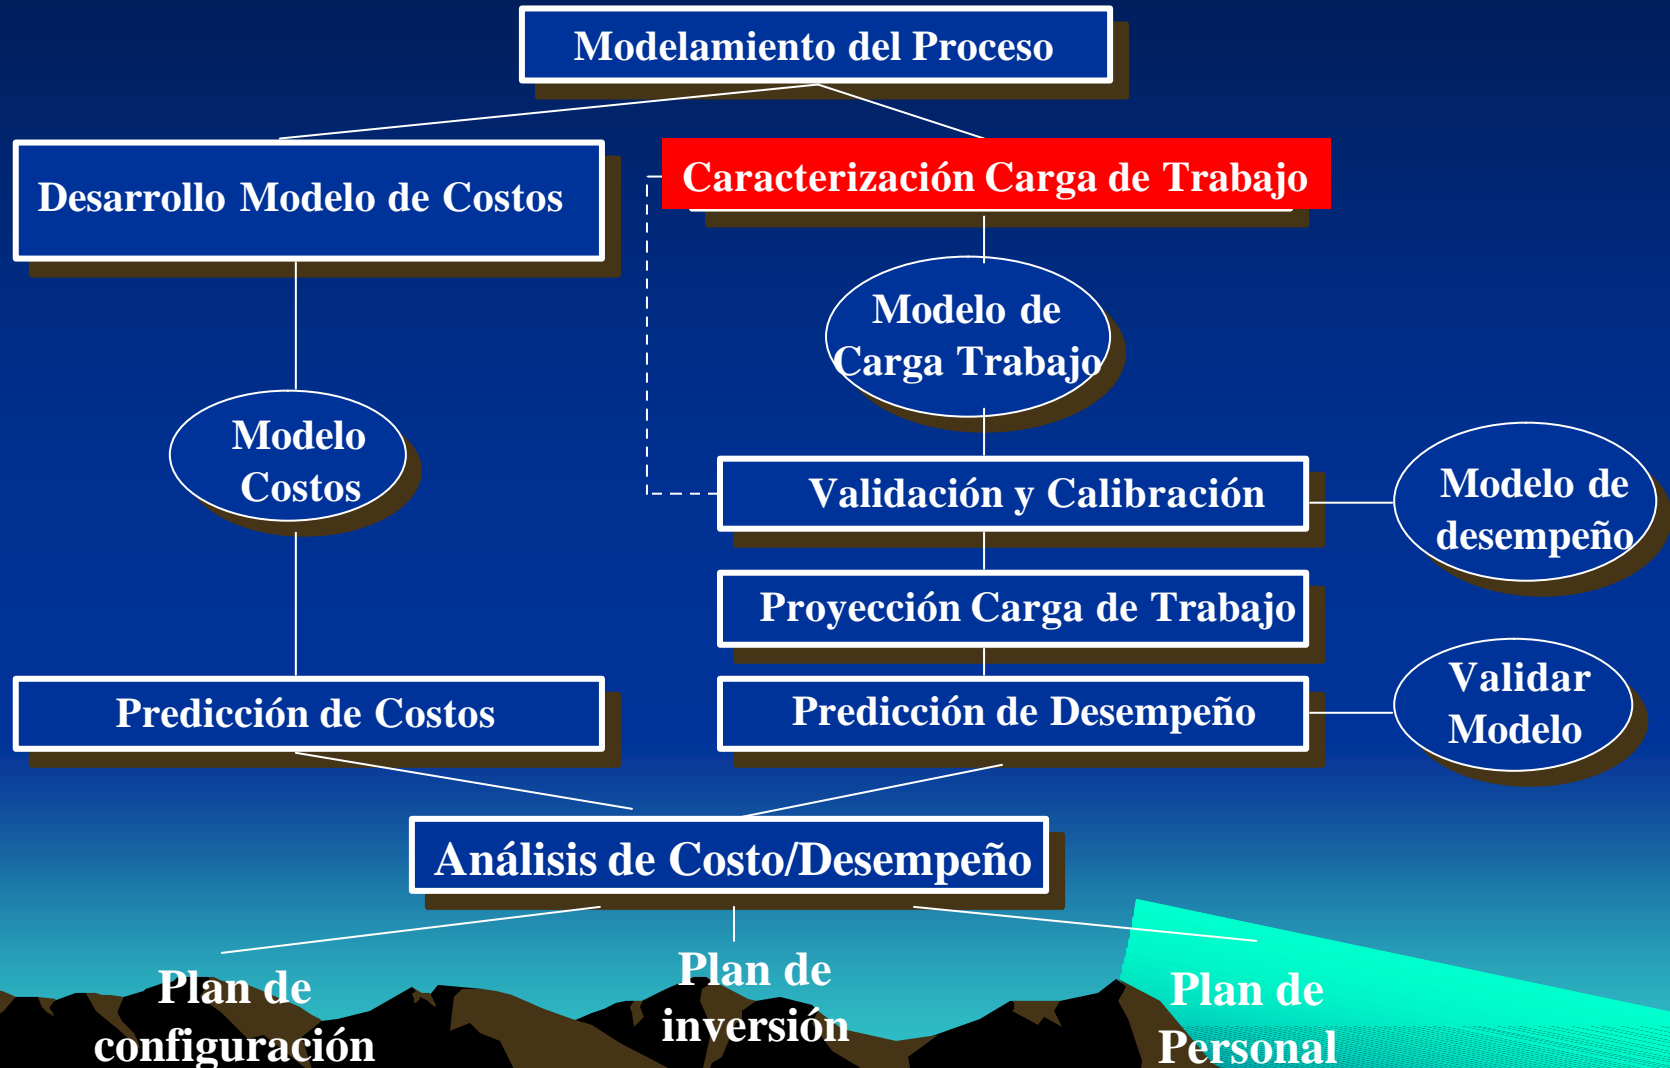 Modelamiento del Proceso
Desarrollo Modelo de Costos
Caracterización Carga de Trabajo
Modelo de
Carga Trabajo
Modelo
Costos
Validación y Calibración
Modelo de
desempeño
Proyección Carga de Trabajo
Predicción de Costos
Predicción de Desempeño
Validar
Modelo
Análisis de Costo/Desempeño
Plan de
configuración
Plan de
inversión
Plan de
Personal